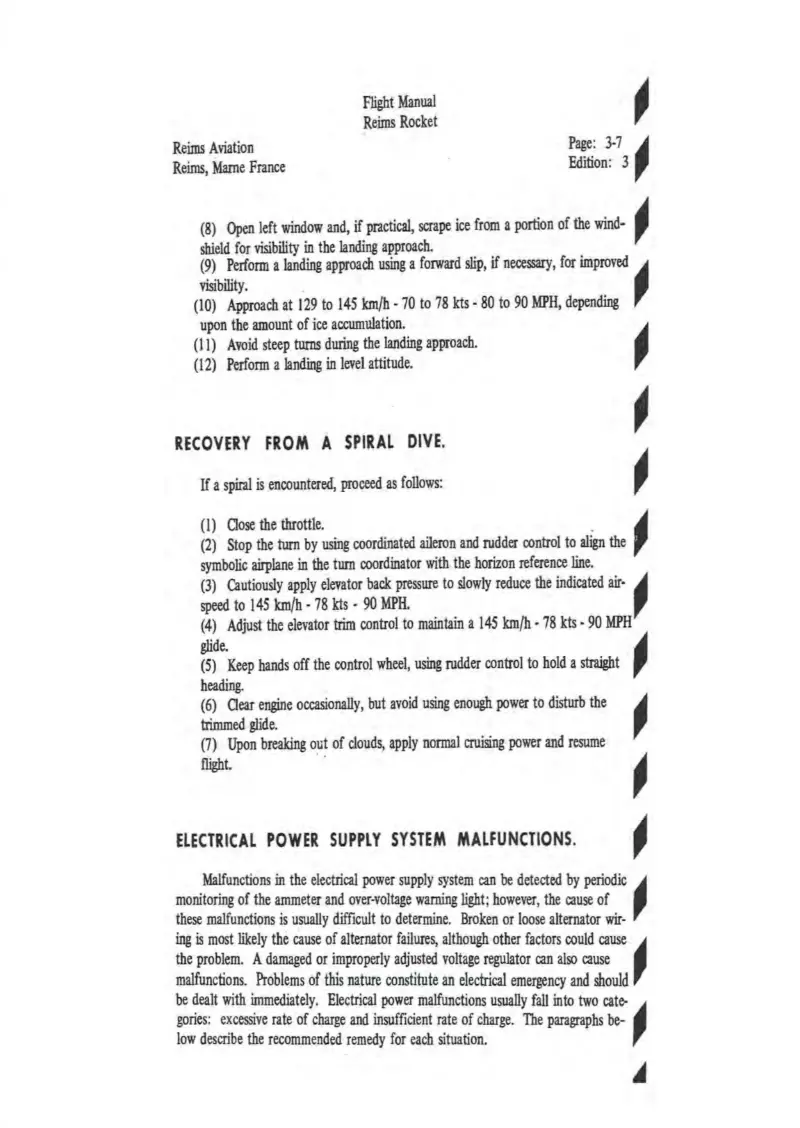 Flight Manual
Reims Rocket
Reims Aviation
Reims, Marne France
Page: 3-7
Edition: 3
(8) Open left window and, if practical, scrape ice from a portion of the wind-
shield for visibility in the landing approach.
(9) Perform a landing approach using a forward slip, if necessary, for improved
visibility.
(10) Approach at 129 to 145 km/h - 70 to 78 kts - 80 to 90 MPH, depending
upon the amount of ice accumulation.
(11) Avoid steep turns during the landing approach.
(12) Perform a landing in level attitude.
RECOVERY FROM A SPIRAL DIVE.
If a spiral is encountered, proceed as follows:
(1) Close the throttle.
(2) Stop the turn by using coordinated aileron and rudder control to align the
symbolic airplane in the turn coordinator with the horizon reference line.
(3) Cautiously apply elevator back pressure to slowly reduce the indicated air-
speed to 145 km/h - 78 kts - 90 MPH.
(4) Adjust the elevator trim control to maintain a 145 km/h - 78 kts - 90 MPH
glide.
(5) Keep hands off the control wheel, using rudder control to hold a straight
heading.
(6) Clear engine occasionally, but avoid using enough power to disturb the
trimmed glide.
(7) Upon breaking out of clouds, apply normal cruising power and resume
flight.
ELECTRICAL POWER SUPPLY SYSTEM MALFUNCTIONS.
Malfunctions in the electrical power supply system can be detected by periodic
monitoring of the ammeter and over-voltage warning light; however, the cause of
these malfunctions is usually difficult to determine. Broken or loose alternator wir-
ing is most likely the cause of alternator failures, although other factors could cause
the problem. A damaged or improperly adjusted voltage regulator can also cause
malfunctions. Problems of this nature constitute an electrical emergency and should
be dealt with immediately. Electrical power malfunctions usually fall into two cate-
gories: excessive rate of charge and insufficient rate of charge. The paragraphs be-
low describe the recommended remedy for each situation.